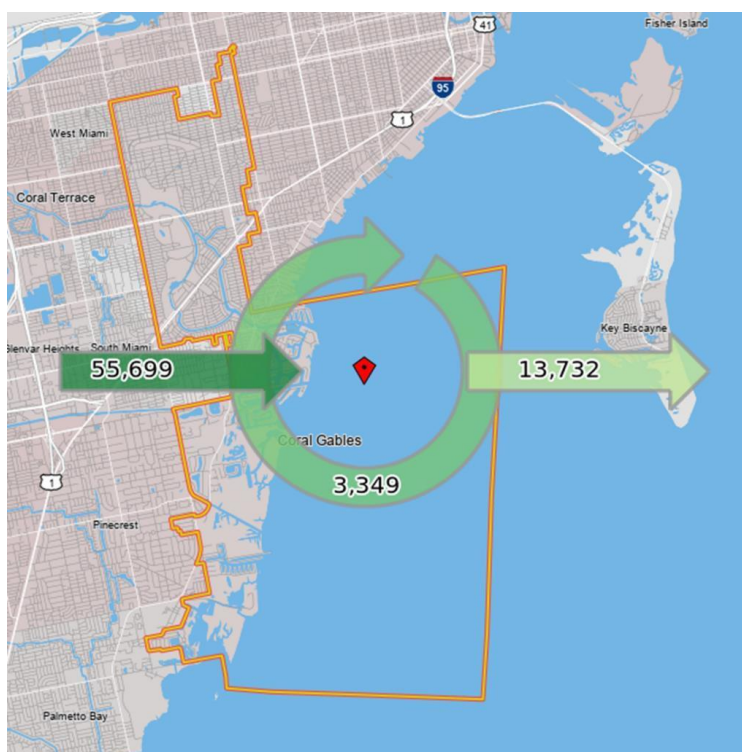 Fisher Island
41
95
1
West Miami
Coral Terrace
Key Biscayne
South Miami
Glenvar Heights
55,699
13,732
Coral Gables
3,349
1
Pinecrest
Palmetto Bay